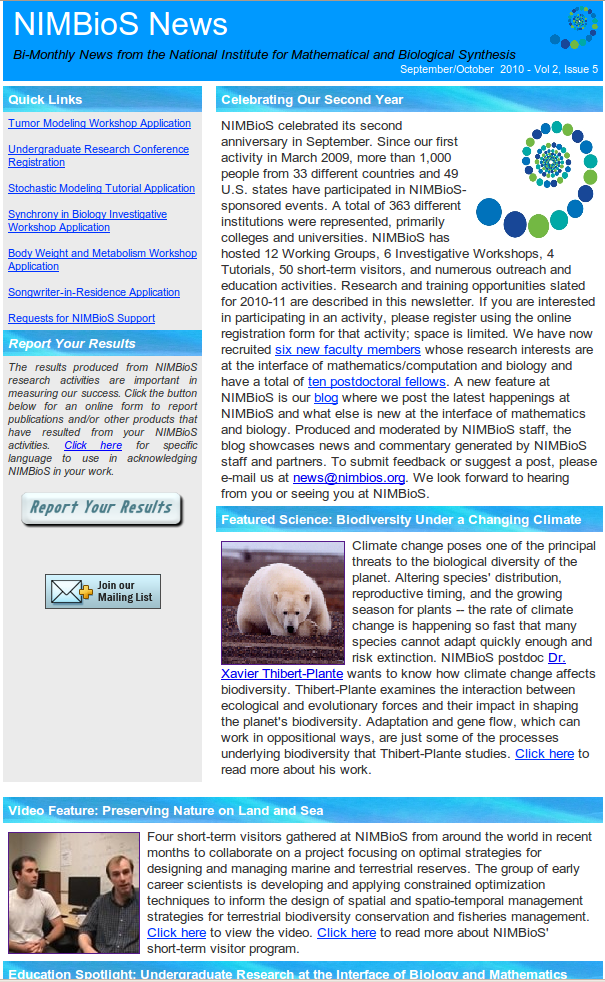 NIMBioS News
Bi-Monthly News from the National Institute for Mathematical and Biological Synthesis
September/October 2010 - Vol 2, Issue 5
Quick Links
Tumor Modeling Workshop Application
Undergraduate Research Conference
Registration
Stochastic Modeling Tutorial Application
Synchrony in Biology Investigative
Workshop Application
Body Weight and Metabolism Workshop
Application
Songwriter-in-Residence Application
Requests for NIMBioS Support
Report Your Results
The results produced from NIMBioS
research activities are important in
measuring our success. Click the button
below for an online form to report
publications and/or other products that
have resulted from your NIMBioS
activities. Click here for specific
language to use in acknowledging
NIMBioS in your work.
Report Your Results
Join our
Mailing List
Celebrating Our Second Year
NIMBioS celebrated its second
anniversary in September. Since our first
activity in March 2009, more than 1,000
people from 33 different countries and 49
U.S. states have participated in NIMBioS-
sponsored events. A total of 363 different
institutions were represented, primarily
colleges and universities. NIMBioS has
hosted 12 Working Groups, 6 Investigative Workshops, 4
Tutorials, 50 short-term visitors, and numerous outreach and
education activities. Research and training opportunities slated
for 2010-11 are described in this newsletter. If you are interested
in participating in an activity, please register using the online
registration form for that activity; space is limited. We have now
recruited six new faculty members whose research interests are
at the interface of mathematics/computation and biology and
have a total of ten postdoctoral fellows. A new feature at
NIMBioS is our blog where we post the latest happenings at
NIMBioS and what else is new at the interface of mathematics
and biology. Produced and moderated by NIMBioS staff, the
blog showcases news and commentary generated by NIMBioS
staff and partners. To submit feedback or suggest a post, please
e-mail us at news@nimbios.org. We look forward to hearing
from you or seeing you at NIMBioS.
Featured Science: Biodiversity Under a Changing Climate
Climate change poses one of the principal
threats to the biological diversity of the
planet. Altering species' distribution,
reproductive timing, and the growing
season for plants -- the rate of climate
change is happening so fast that many
species cannot adapt quickly enough and
risk extinction. NIMBioS postdoc Dr.
Xavier Thibert-Plante wants to know how climate change affects
biodiversity. Thibert-Plante examines the interaction between
ecological and evolutionary forces and their impact in shaping
the planet's biodiversity. Adaptation and gene flow, which can
work in oppositional ways, are just some of the processes
underlying biodiversity that Thibert-Plante studies. Click here to
read more about his work.
Video Feature: Preserving Nature on Land and Sea
Four short-term visitors gathered at NIMBioS from around the world in recent
months to collaborate on a project focusing on optimal strategies for
designing and managing marine and terrestrial reserves. The group of early
career scientists is developing and applying constrained optimization
techniques to inform the design of spatial and spatio-temporal management
strategies for terrestrial biodiversity conservation and fisheries management.
Click here to view the video. Click here to read more about NIMBioS'
short-term visitor program.
Education Spotlight: Undergraduate Research at the Interface of Biology and Mathematics